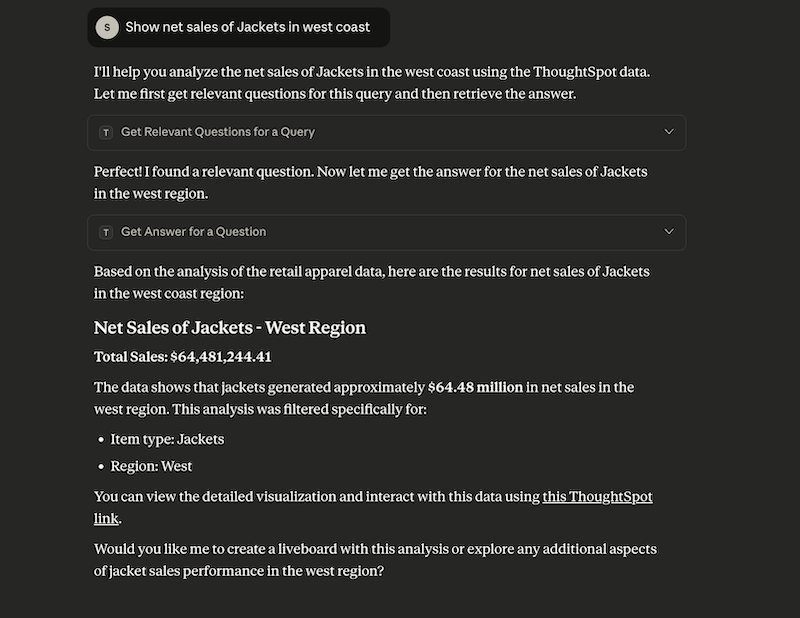 S Show net sales of Jackets in west coast
I'll help you analyze the net sales of Jackets in the west coast using the ThoughtSpot data.
Let me first get relevant questions for this query and then retrieve the answer.
T Get Relevant Questions for a Query
Perfect! I found a relevant question. Now let me get the answer for the net sales of Jackets
in the west region.
T Get Answer for a Question
Based on the analysis of the retail apparel data, here are the results for net sales of Jackets
in the west coast region:
Net Sales of Jackets - West Region
Total Sales: $64,481,244.41
The data shows that jackets generated approximately $64.48 million in net sales in the
west region. This analysis was filtered specifically for:
• Item type: Jackets
• Region: West
You can view the detailed visualization and interact with this data using this ThoughtSpot
link.
Would you like me to create a liveboard with this analysis or explore any additional aspects
of jacket sales performance in the west region?